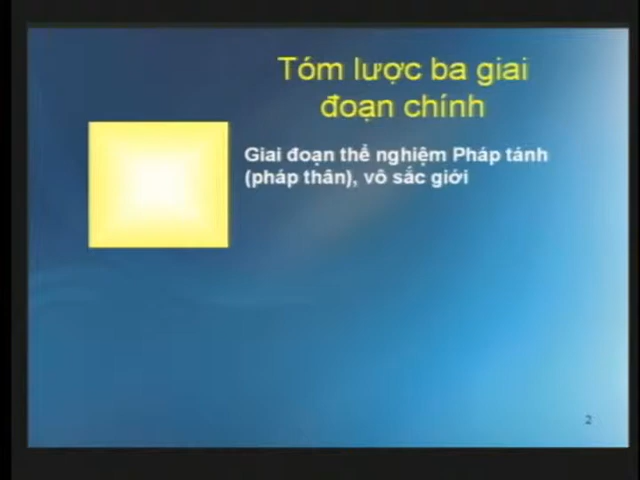 Tóm lược ba giai
đoạn chính
Giai đoạn thể nghiệm Pháp tánh
(pháp thân), vô sắc giới
2